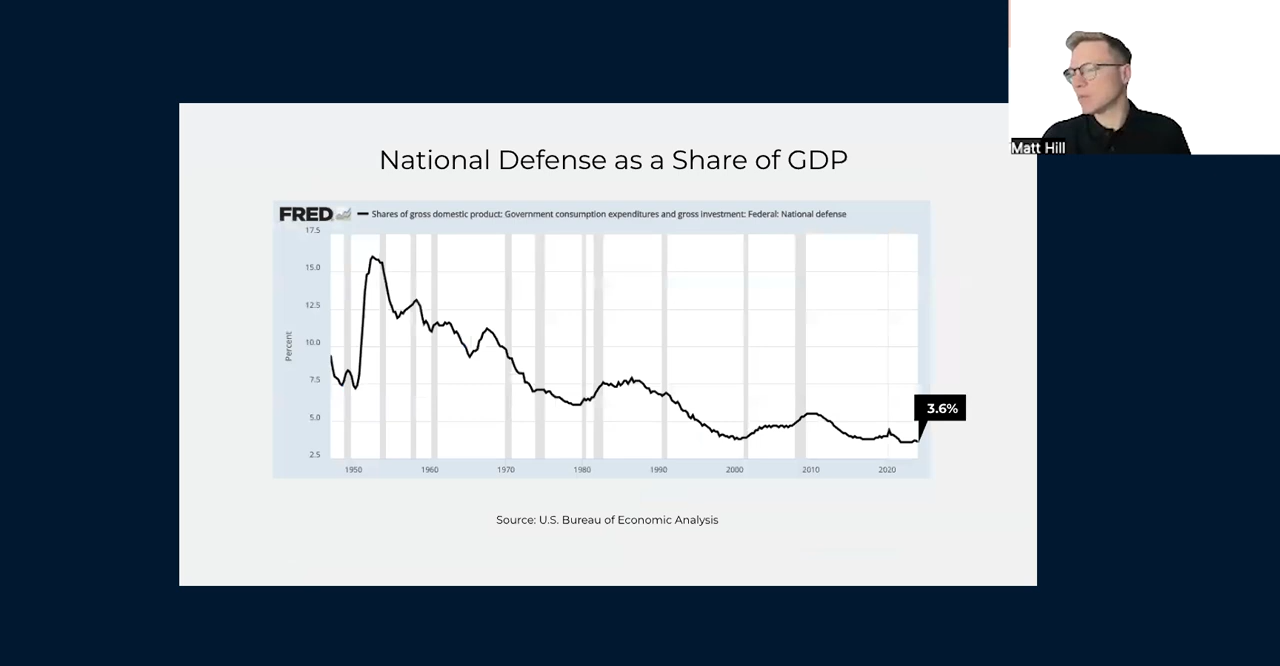 Matt Hill
National Defense as a Share of GDP
FRED
Shares of gross domestic product: Government consumption expenditures and gross investment: Federal: National defense
17.5
15.0
12.5
10.0
7.5
5.0
2.5
Percent
3.6%
1950 1960 1970 1980 1990 2000 2010 2020
Source: U.S. Bureau of Economic Analysis